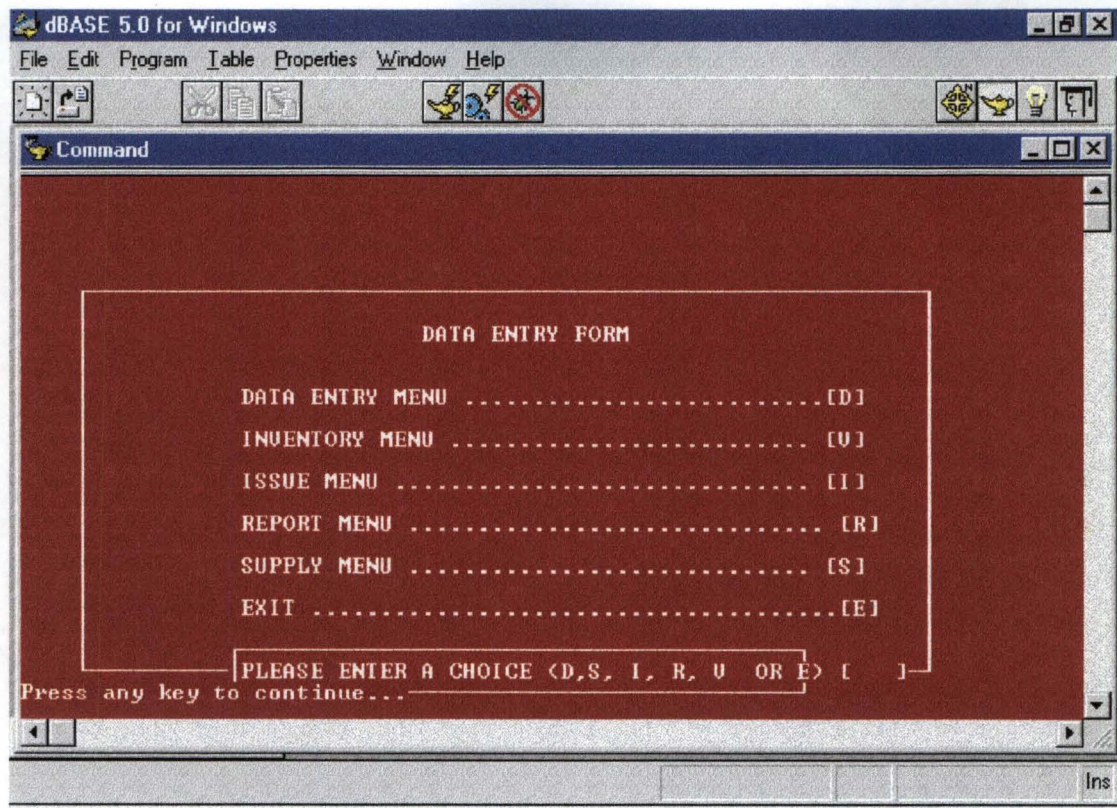 dBASE 5.0 for Windows
File Edit Program Table Properties Window Help
Command
DATA ENTRY FORM
DATA ENTRY MENU ..........................[D]
INVENTORY MENU .......................... [V]
ISSUE MENU .............................. [I]
REPORT MENU .............................. [R]
SUPPLY MENU ............................. [S]
EXIT ......................................[E]
PLEASE ENTER A CHOICE (D,S, I, R, V OR E) [ ]
Press any key to continue...
Ins